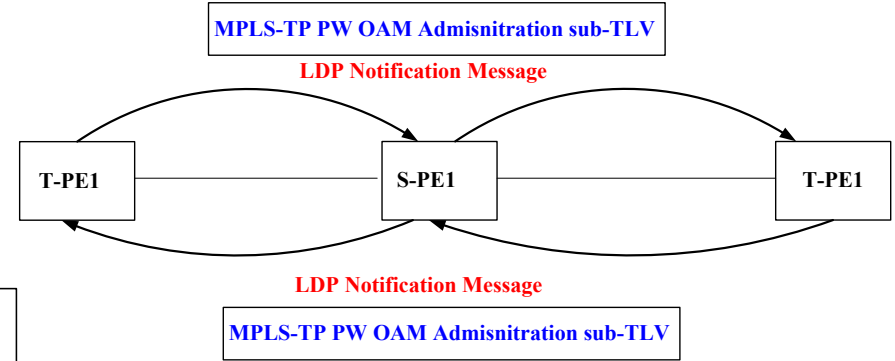 MPLS-TP PW OAM Admisnitration sub-TLV
LDP Notification Message
T-PE1
S-PE1
T-PE1
LDP Notification Message
MPLS-TP PW OAM Admisnitration sub-TLV